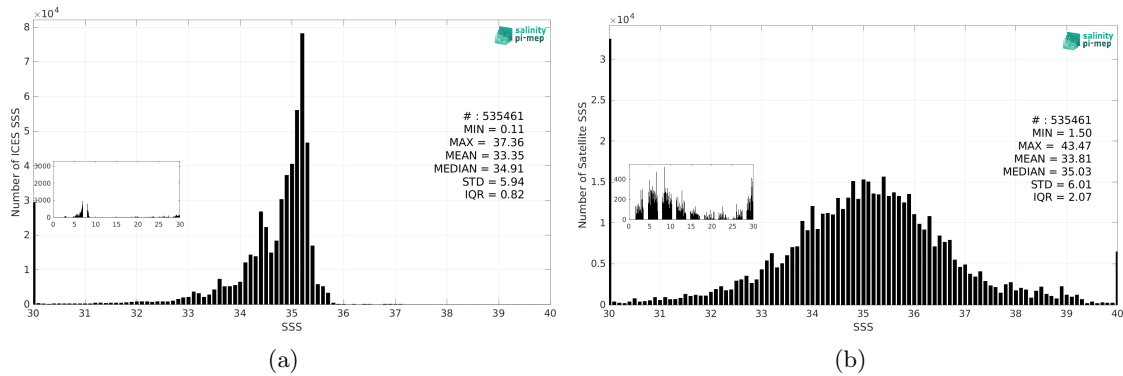 ×10⁴
8
7
6
5
4
3
2
1
0
Number of ICES SSS
salinity
pi-mep
# : 535461
MIN = 0.11
MAX = 37.36
MEAN = 33.35
MEDIAN = 34.91
STD = 5.94
IQR = 0.82
3000
2000
1000
0
0 5 10 15 20 25 30
30 31 32 33 34 35 36 37 38 39 40
SSS
(a)
×10⁴
3
2.5
2
1.5
1
0.5
0
Number of Satellite SSS
salinity
pi-mep
# : 535461
MIN = 1.50
MAX = 43.47
MEAN = 33.81
MEDIAN = 35.03
STD = 6.01
IQR = 2.07
400
200
0
0 5 10 15 20 25 30
30 31 32 33 34 35 36 37 38 39 40
SSS
(b)